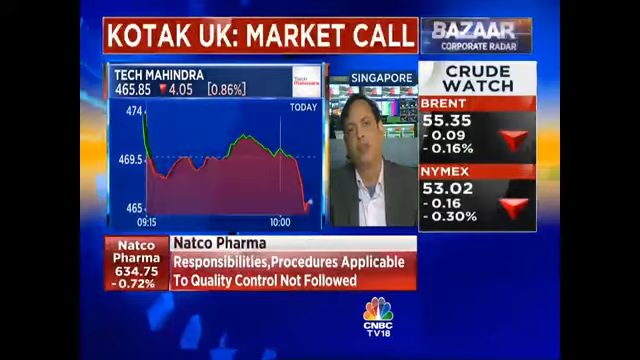 KOTAK UK: MARKET CALL
BAZAAR
CORPORATE RADAR
TECH MAHINDRA
465.85 ▼ 4.05 [0.86%]
Tech
Mahindra
TODAY
474
469.5
465
09:15
10:00
SINGAPORE
CRUDE
WATCH
BRENT
55.35
- 0.09
- 0.16%
NYMEX
53.02
- 0.16
- 0.30%
Natco
Pharma
634.75
- 0.72%
Natco Pharma
Responsibilities,Procedures Applicable
To Quality Control Not Followed
CNBC
TV18